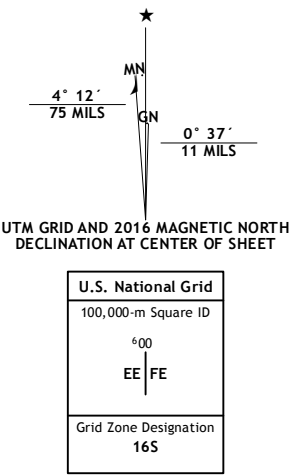 ★
MN
4° 12´
75 MILS
GN
0° 37´
11 MILS
UTM GRID AND 2016 MAGNETIC NORTH
DECLINATION AT CENTER OF SHEET
U.S. National Grid
100,000-m Square ID
⁶00
EE FE
Grid Zone Designation
16S